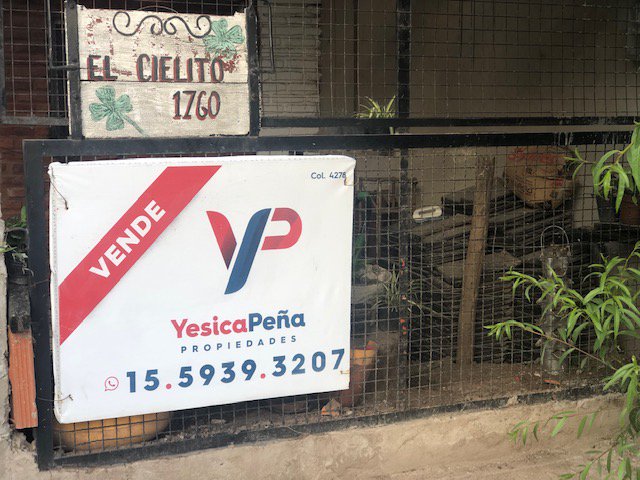 EL CIELITO
1760
Col. 4278
VENDE
YP
YesicaPeña
PROPIEDADES
15.5939.3207